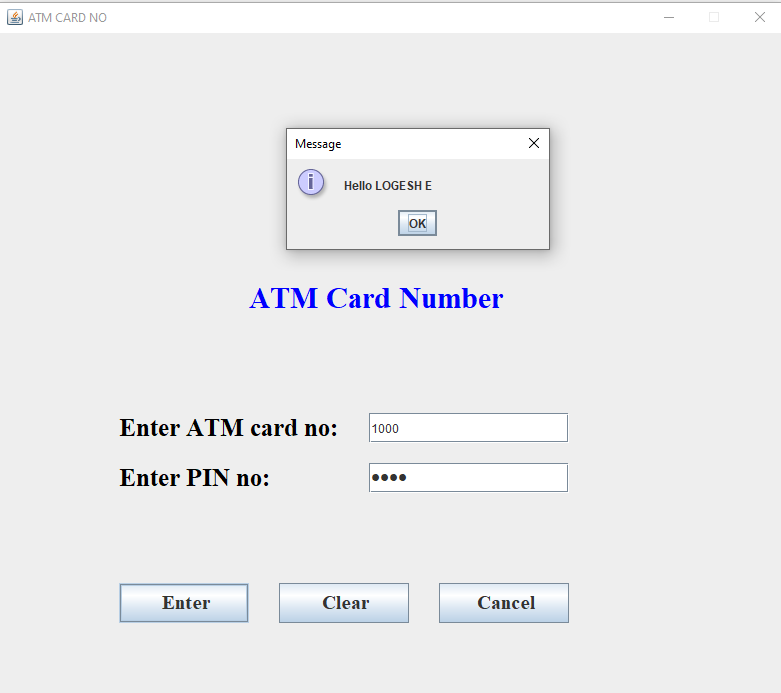 ATM CARD NO
Message
Hello LOGESH E
OK
ATM Card Number
Enter ATM card no:
1000
Enter PIN no:
••••
Enter
Clear
Cancel